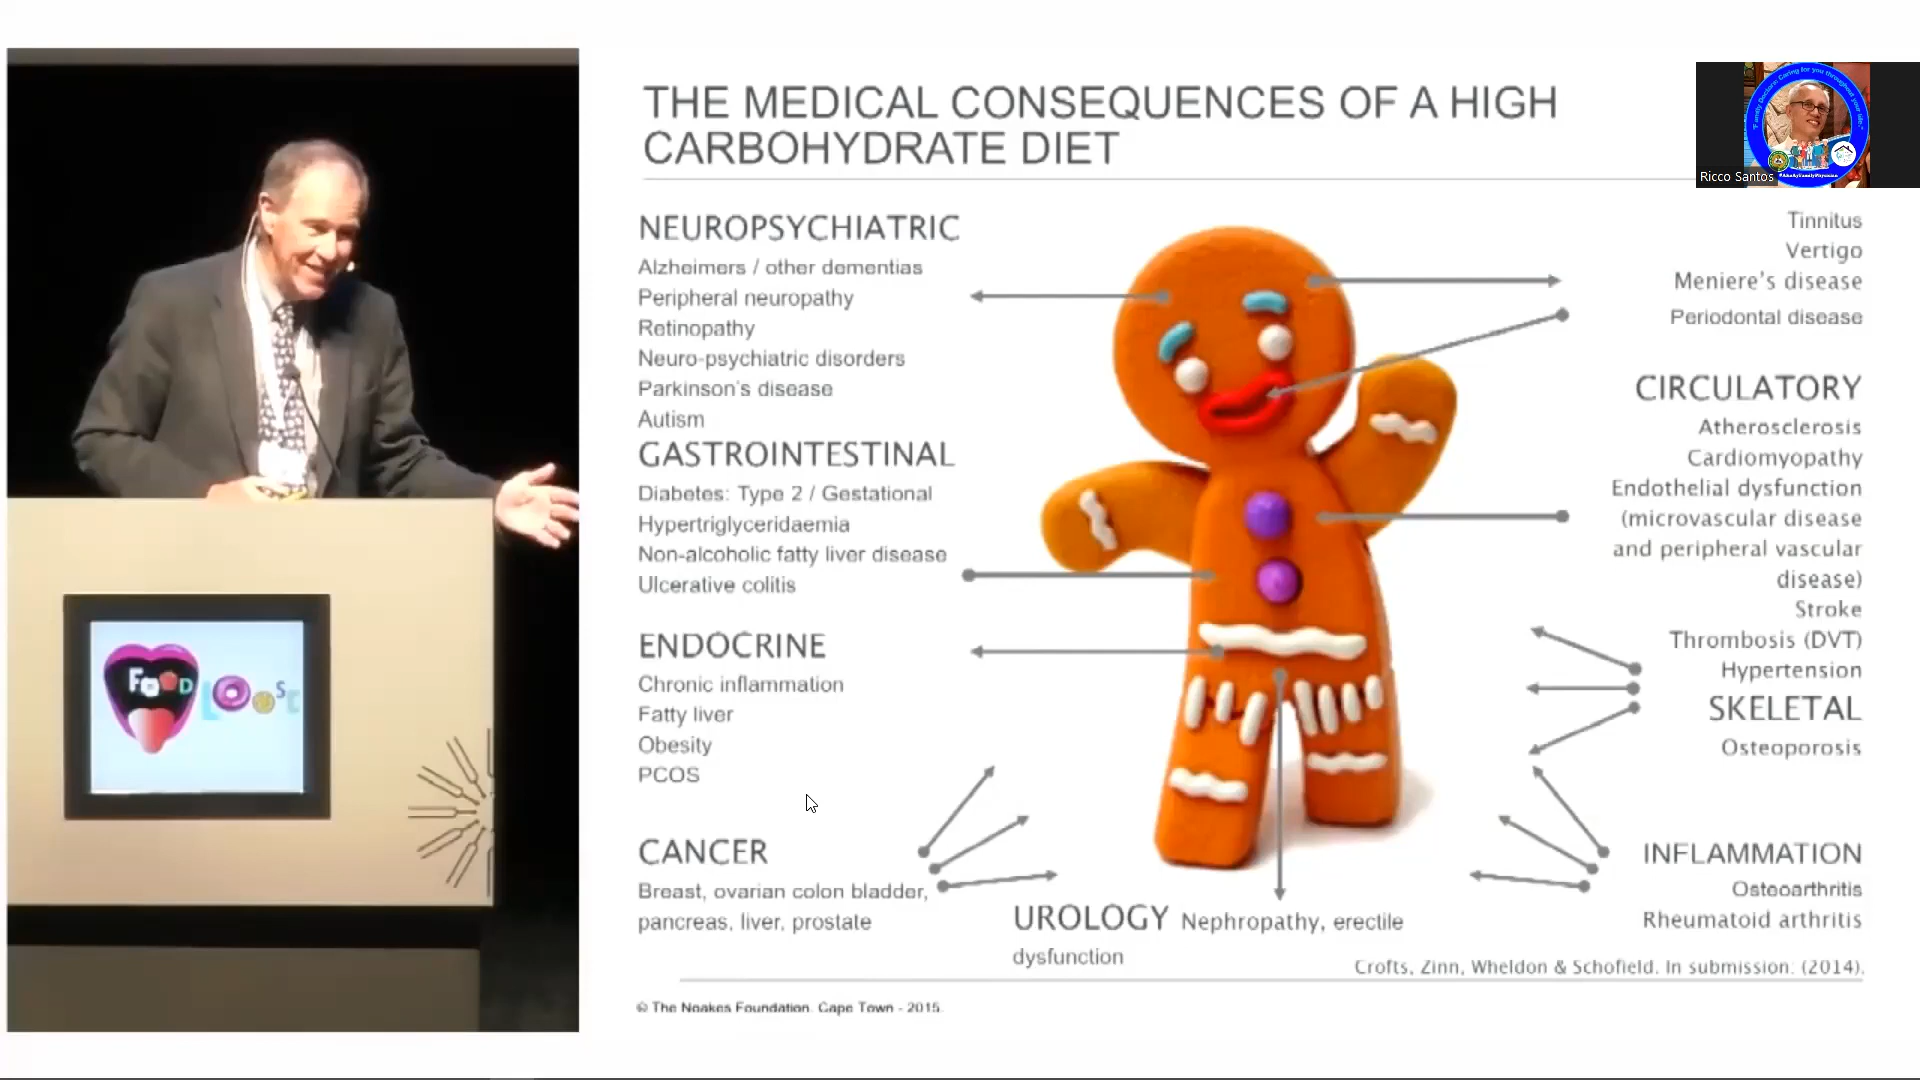 THE MEDICAL CONSEQUENCES OF A HIGH
CARBOHYDRATE DIET
Ricco Santos
NEUROPSYCHIATRIC
Alzheimers / other dementias
Peripheral neuropathy
Retinopathy
Neuro-psychiatric disorders
Parkinson's disease
Autism
GASTROINTESTINAL
Diabetes: Type 2 / Gestational
Hypertriglyceridaemia
Non-alcoholic fatty liver disease
Ulcerative colitis
ENDOCRINE
Chronic inflammation
Fatty liver
Obesity
PCOS
CANCER
Breast, ovarian colon bladder,
pancreas, liver, prostate
UROLOGY Nephropathy, erectile
dysfunction
Tinnitus
Vertigo
Meniere's disease
Periodontal disease
CIRCULATORY
Atherosclerosis
Cardiomyopathy
Endothelial dysfunction
(microvascular disease
and peripheral vascular
disease)
Stroke
Thrombosis (DVT)
Hypertension
SKELETAL
Osteoporosis
INFLAMMATION
Osteoarthritis
Rheumatoid arthritis
Crofts, Zinn, Wheldon & Schofield. In submission: (2014).
© The Noakes Foundation. Cape Town - 2015.
FOOD
LOOSE